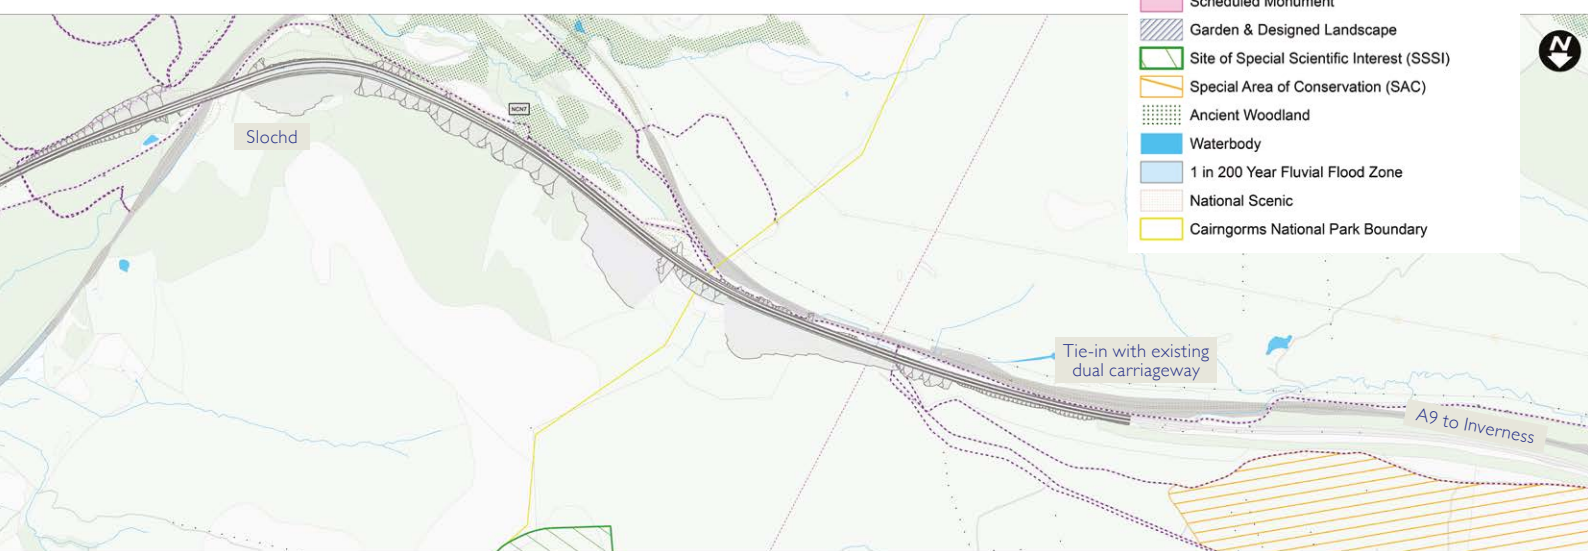 Scheduled Monument
Garden & Designed Landscape
Site of Special Scientific Interest (SSSI)
Special Area of Conservation (SAC)
Ancient Woodland
Waterbody
1 in 200 Year Fluvial Flood Zone
National Scenic
Cairngorms National Park Boundary
N
NCN7
Slochd
Tie-in with existing
dual carriageway
A9 to Inverness